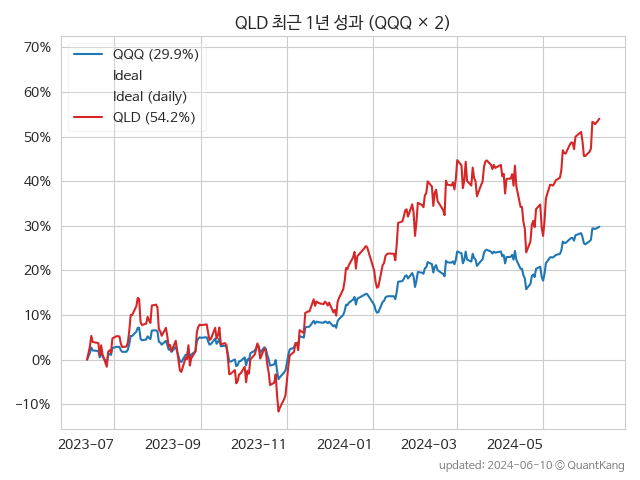 QLD 최근 1년 성과 (QQQ × 2)
70%
60%
50%
40%
30%
20%
10%
0%
−10%
QQQ (29.9%)
Ideal
Ideal (daily)
QLD (54.2%)
2023−07
2023−09
2023−11
2024−01
2024−03
2024−05
updated: 2024-06-10 © QuantKang